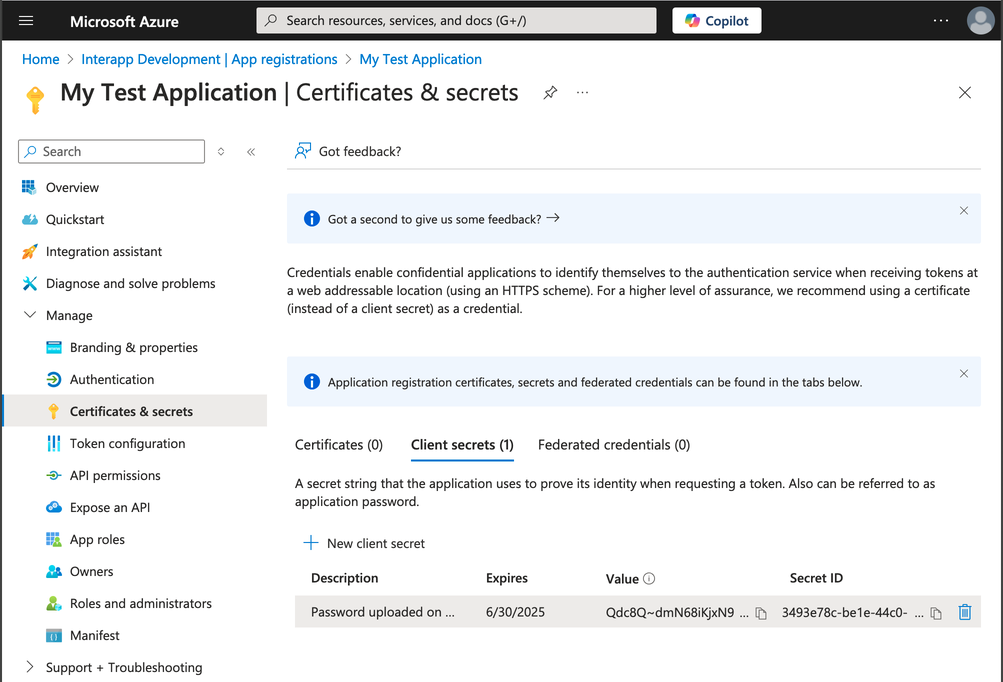 Microsoft Azure
Search resources, services, and docs (G+/)
Copilot
Home > Interapp Development | App registrations > My Test Application
My Test Application | Certificates & secrets
Search
Got feedback?
Overview
Quickstart
Integration assistant
Diagnose and solve problems
Manage
Branding & properties
Authentication
Certificates & secrets
Token configuration
API permissions
Expose an API
App roles
Owners
Roles and administrators
Manifest
Support + Troubleshooting
Got a second to give us some feedback?
Credentials enable confidential applications to identify themselves to the authentication service when receiving tokens at
a web addressable location (using an HTTPS scheme). For a higher level of assurance, we recommend using a certificate
(instead of a client secret) as a credential.
Application registration certificates, secrets and federated credentials can be found in the tabs below.
Certificates (0) Client secrets (1) Federated credentials (0)
A secret string that the application uses to prove its identity when requesting a token. Also can be referred to as
application password.
New client secret
Description Expires Value Secret ID
Password uploaded on ... 6/30/2025 Qdc8Q~dmN68iKjxN9 ... 3493e78c-be1e-44c0- ...